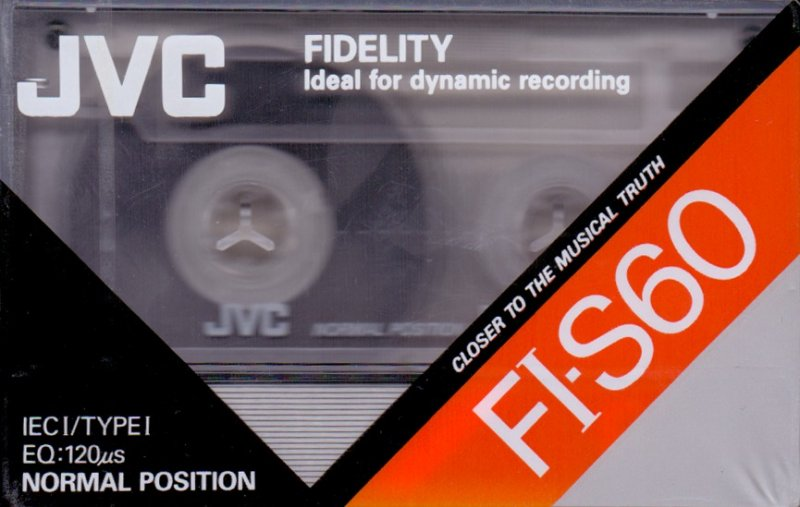 JVC
FIDELITY
Ideal for dynamic recording
CLOSER TO THE MUSICAL TRUTH
FI-S60
JVC
NORMAL POSITION
IEC I/TYPE I
EQ:120µs
NORMAL POSITION